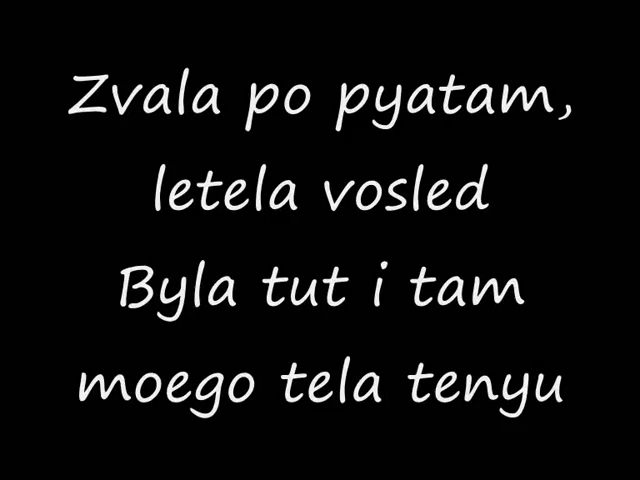 Zvala po pyatam,
letela vosled
Byla tut i tam
moego tela tenyu